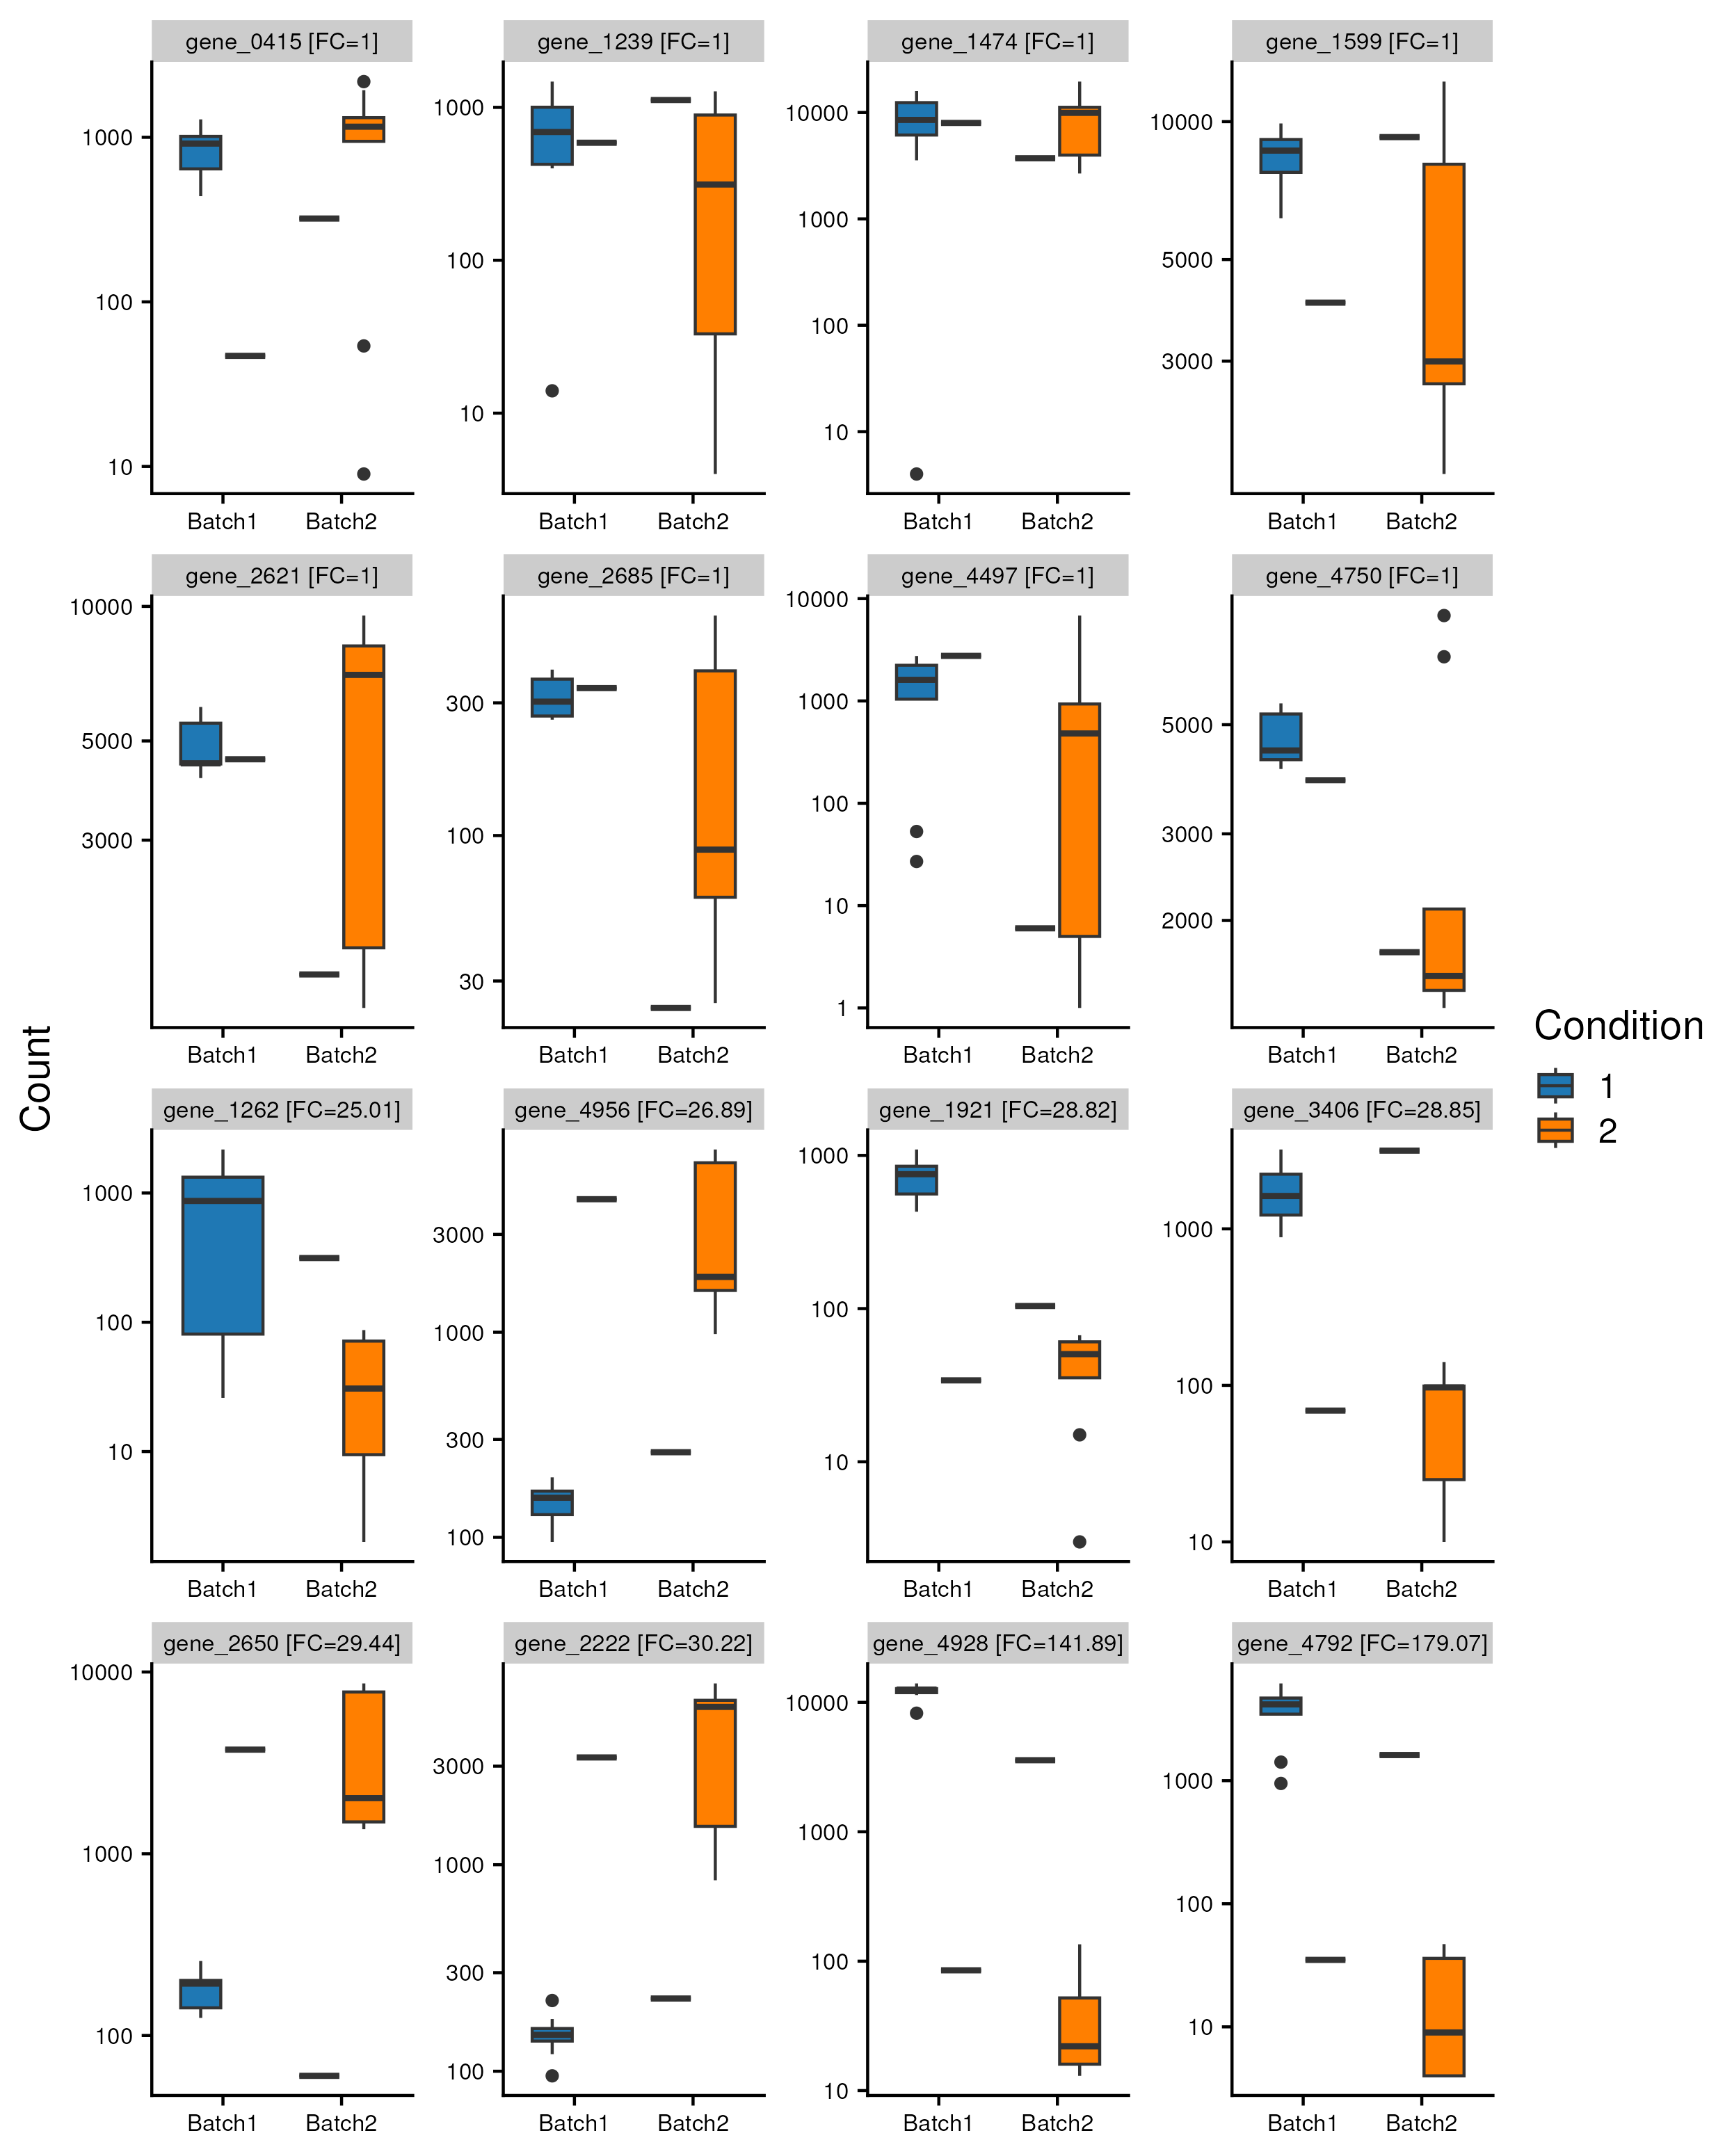 gene_0415 [FC=1]
gene_1239 [FC=1]
gene_1474 [FC=1]
gene_1599 [FC=1]
1000
100
10
Batch1 Batch2
1000
100
10
Batch1 Batch2
10000
1000
100
10
Batch1 Batch2
10000
5000
3000
Batch1 Batch2
gene_2621 [FC=1]
gene_2685 [FC=1]
gene_4497 [FC=1]
gene_4750 [FC=1]
10000
5000
3000
Batch1 Batch2
300
100
30
Batch1 Batch2
10000
1000
100
10
1
Batch1 Batch2
5000
3000
2000
Batch1 Batch2
Count
Condition
1
2
gene_1262 [FC=25.01]
gene_4956 [FC=26.89]
gene_1921 [FC=28.82]
gene_3406 [FC=28.85]
1000
100
10
Batch1 Batch2
3000
1000
300
100
Batch1 Batch2
1000
100
10
Batch1 Batch2
1000
100
10
Batch1 Batch2
gene_2650 [FC=29.44]
gene_2222 [FC=30.22]
gene_4928 [FC=141.89]
gene_4792 [FC=179.07]
10000
1000
100
Batch1 Batch2
3000
1000
300
100
Batch1 Batch2
10000
1000
100
10
Batch1 Batch2
1000
100
10
Batch1 Batch2